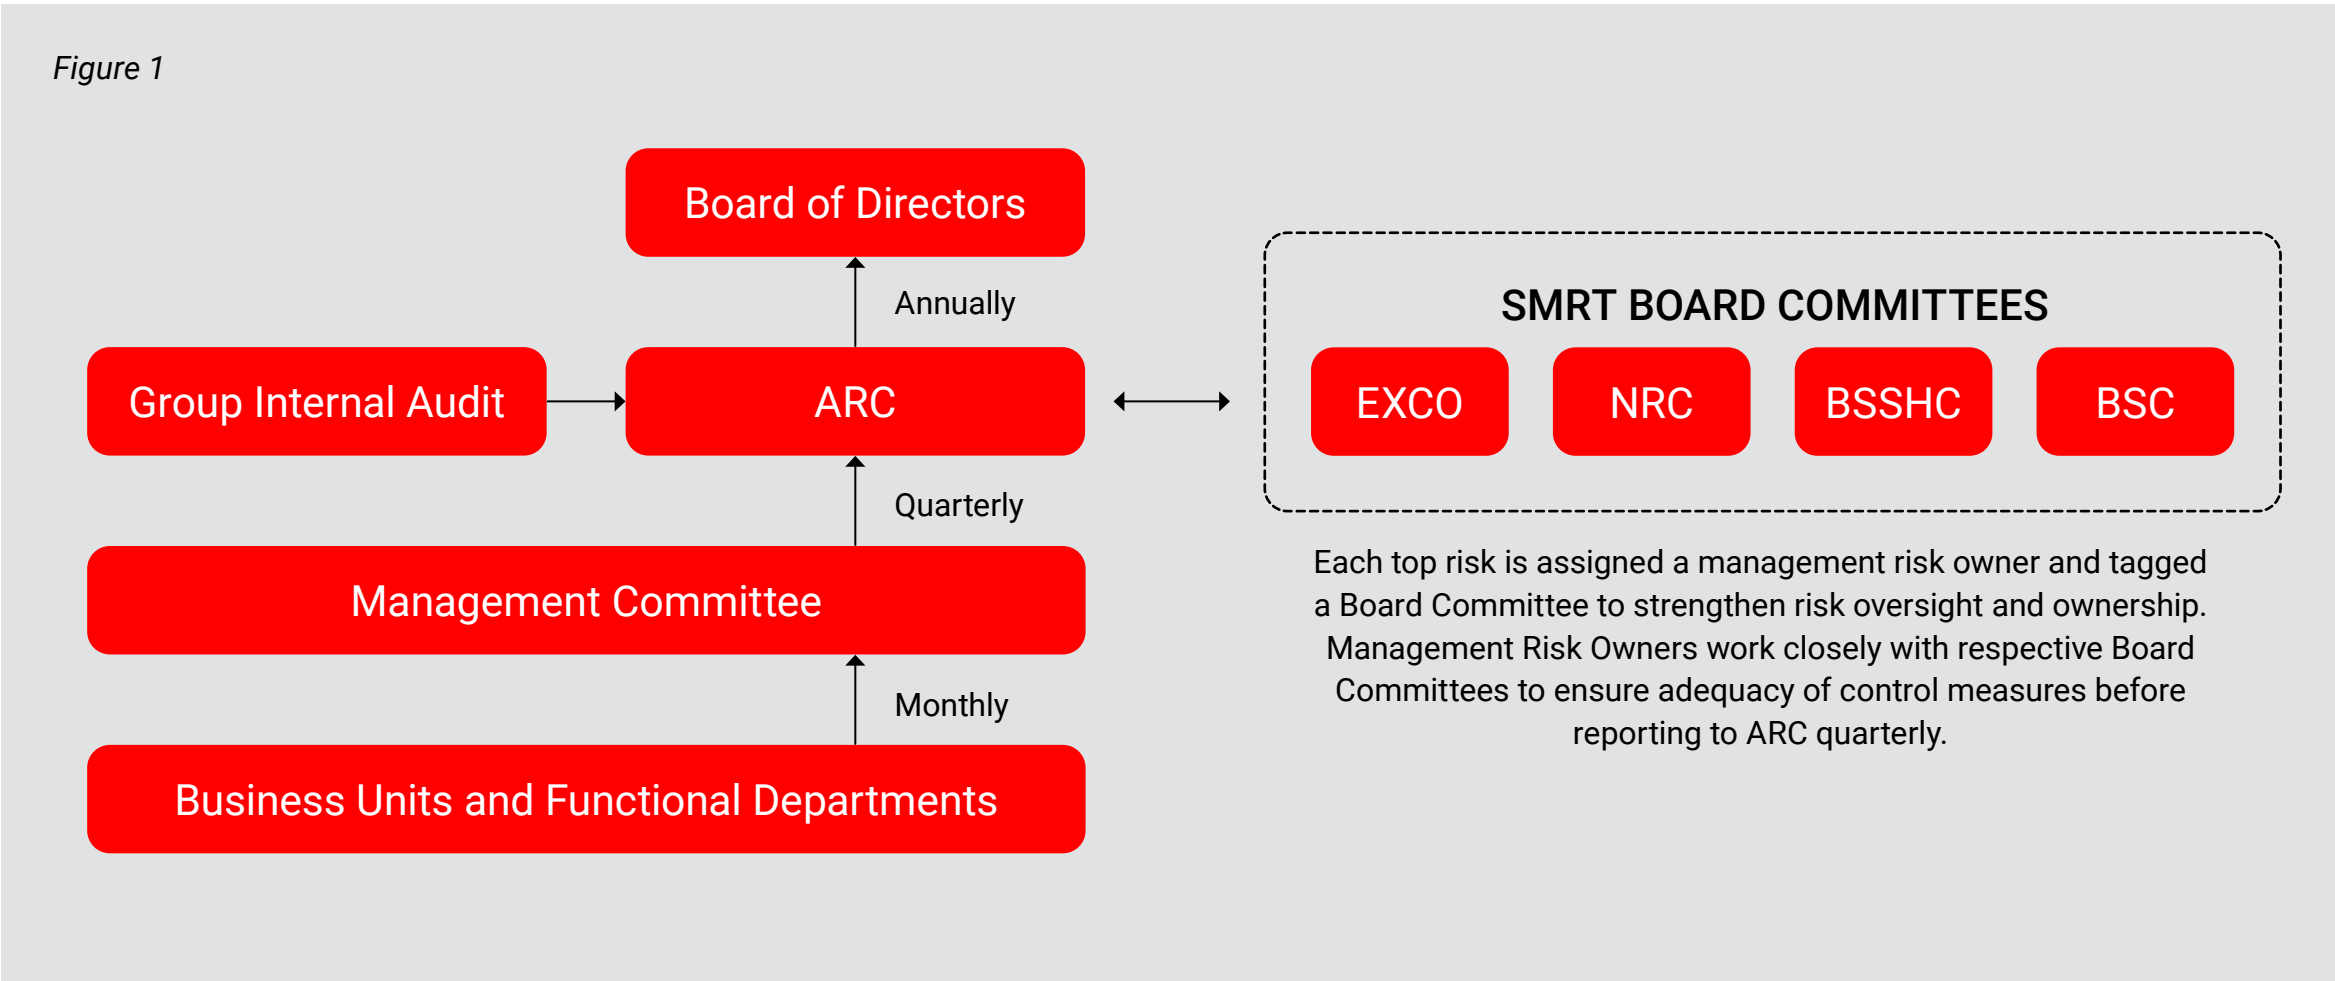 Figure 1
Board of Directors
Annually
Group Internal Audit
ARC
Quarterly
Management Committee
Monthly
Business Units and Functional Departments
SMRT BOARD COMMITTEES
EXCO
NRC
BSSHC
BSC
Each top risk is assigned a management risk owner and tagged
a Board Committee to strengthen risk oversight and ownership.
Management Risk Owners work closely with respective Board
Committees to ensure adequacy of control measures before
reporting to ARC quarterly.